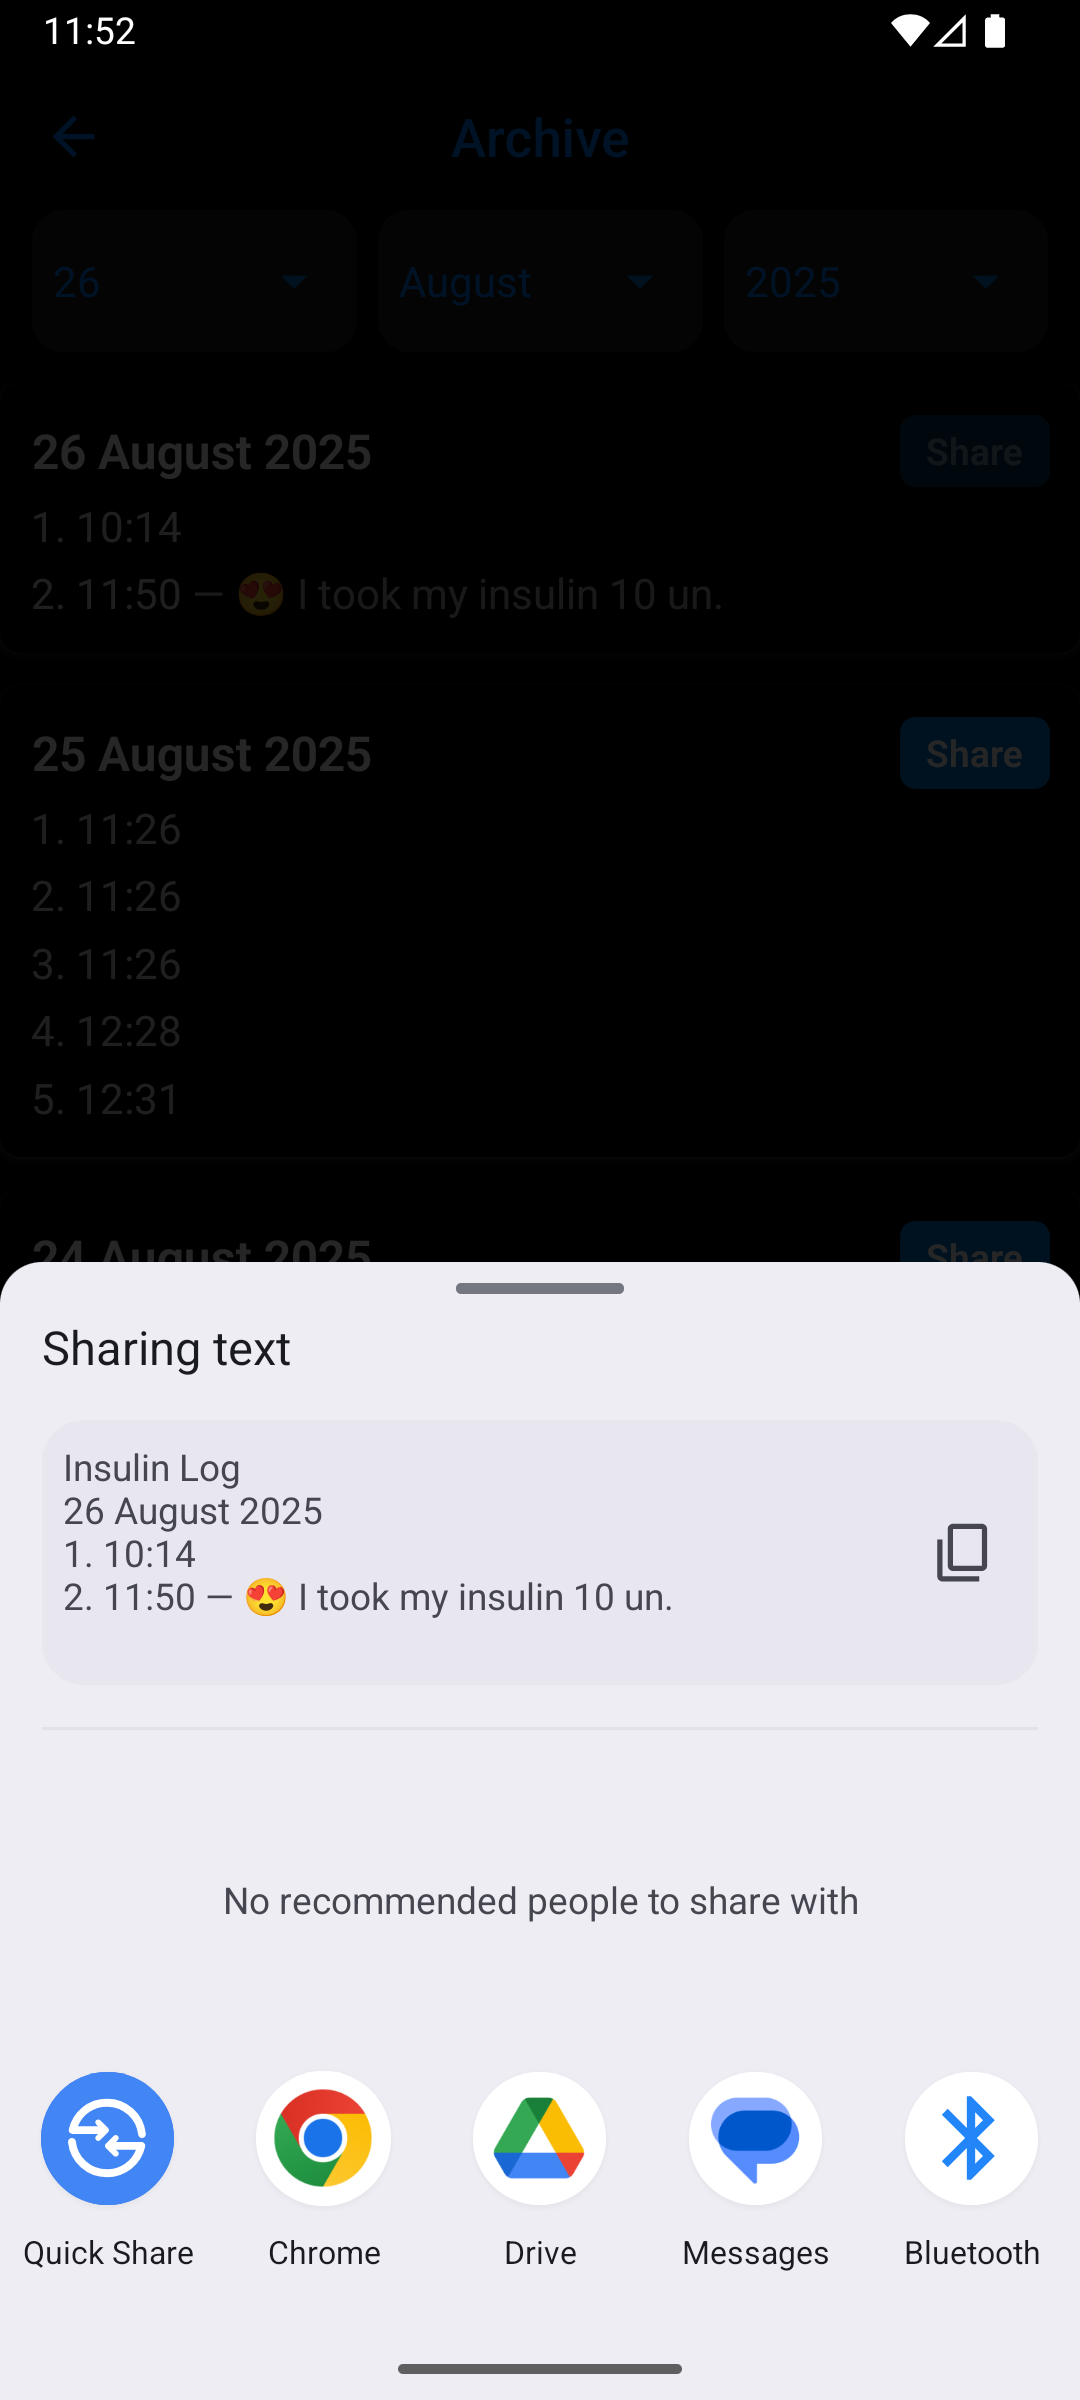 11:52
Archive
26
August
2025
26 August 2025
Share
1. 10:14
2. 11:50 — 😍 I took my insulin 10 un.
25 August 2025
Share
1. 11:26
2. 11:26
3. 11:26
4. 12:28
5. 12:31
24 August 2025
Share
Sharing text
Insulin Log
26 August 2025
1. 10:14
2. 11:50 — 😍 I took my insulin 10 un.
No recommended people to share with
Quick Share
Chrome
Drive
Messages
Bluetooth